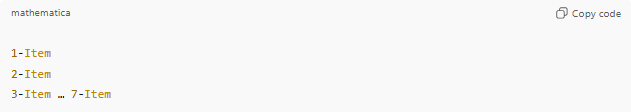 mathematica
Copy code
1-Item
2-Item
3-Item … 7-Item